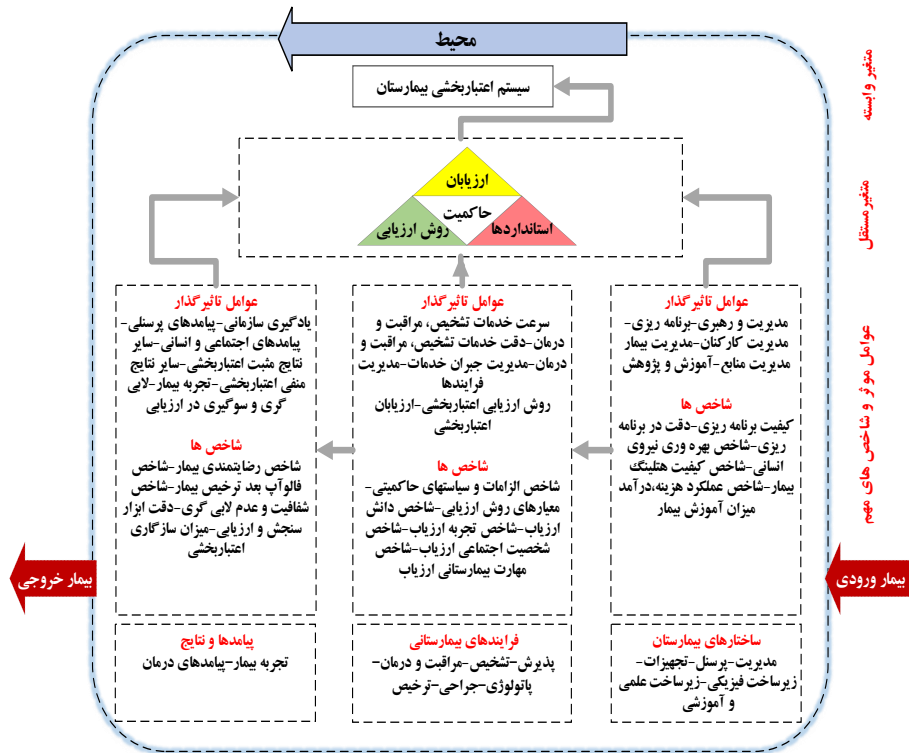 محیط
سیستم اعتباربخشی بیمارستان
متغیر وابسته
ارزیابان
حاکمیت
استانداردها
روش ارزیابی
متغیر مستقل
عوامل موثر و شاخص های مهم
بیمار ورودی
عوامل تاثیرگذار
مدیریت و رهبری-برنامه ریزی-
مدیریت کارکنان-مدیریت بیمار
مدیریت منابع-آموزش و پژوهش
شاخص ها
کیفیت برنامه ریزی-دقت در برنامه
ریزی-شاخص بهره وری نیروی
انسانی-شاخص کیفیت هتلینگ
بیمار-شاخص عملکرد هزینه،درآمد
میزان آموزش بیمار
عوامل تاثیرگذار
سرعت خدمات تشخیص، مراقبت و
درمان-دقت خدمات تشخیص، مراقبت و
درمان-مدیریت جبران خدمات-مدیریت
فرایندها
روش ارزیابی اعتباربخشی-ارزیابان
اعتباربخشی
شاخص ها
شاخص الزامات و سیاستهای حاکمیتی-
معیارهای روش ارزیابی-شاخص دانش
ارزیاب-شاخص تجربه ارزیاب-شاخص
شخصیت اجتماعی ارزیاب-شاخص
مهارت بیمارستانی ارزیاب
عوامل تاثیرگذار
یادگیری سازمانی-پیامدهای پرسنلی-
پیامدهای اجتماعی و انسانی-سایر
نتایج مثبت اعتباربخشی-سایر نتایج
منفی اعتباربخشی-تجربه بیمار-لابی
گری و سوگیری در ارزیابی
شاخص ها
شاخص رضایتمندی بیمار-شاخص
فالوآپ بعد ترخیص بیمار-شاخص
شفافیت و عدم لابی گری-دقت ابزار
سنجش و ارزیابی-میزان سازگاری
اعتباربخشی
بیمار خروجی
ساختارهای بیمارستان
مدیریت-پرسنل-تجهیزات-
زیرساخت فیزیکی-زیرساخت علمی
و آموزشی
فرایندهای بیمارستانی
پذیرش-تشخیص-مراقبت و درمان-
پاتولوژی-جراحی-ترخیص
پیامدها و نتایج
تجربه بیمار-پیامدهای درمان